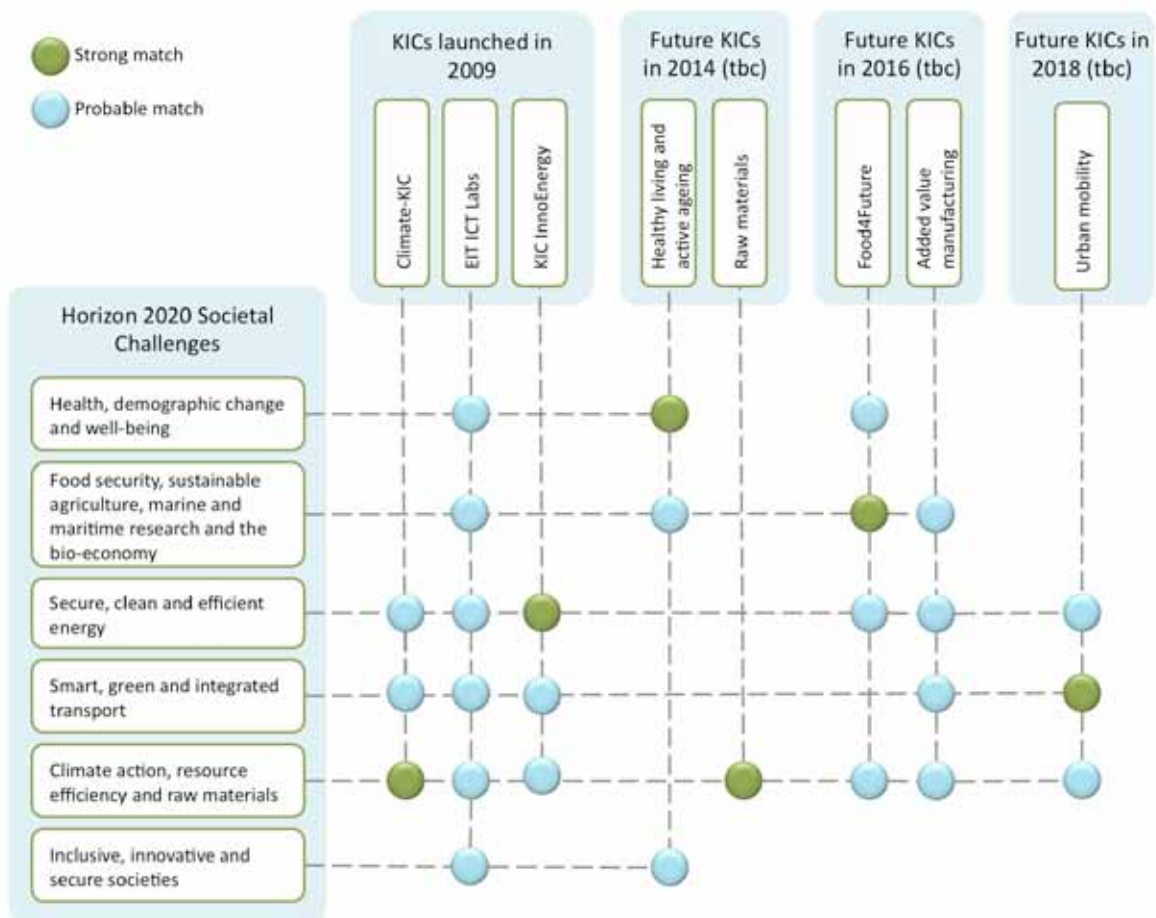 Strong match
Probable match
KICs launched in
2009
Future KICs
in 2014 (tbc)
Future KICs
in 2016 (tbc)
Future KICs in
2018 (tbc)
Climate-KIC
EIT ICT Labs
KIC InnoEnergy
Healthy living and
active ageing
Raw materials
Food4Future
Added value
manufacturing
Urban mobility
Horizon 2020 Societal
Challenges
Health, demographic change
and well-being
Food security, sustainable
agriculture, marine and
maritime research and the
bio-economy
Secure, clean and efficient
energy
Smart, green and integrated
transport
Climate action, resource
efficiency and raw materials
Inclusive, innovative and
secure societies